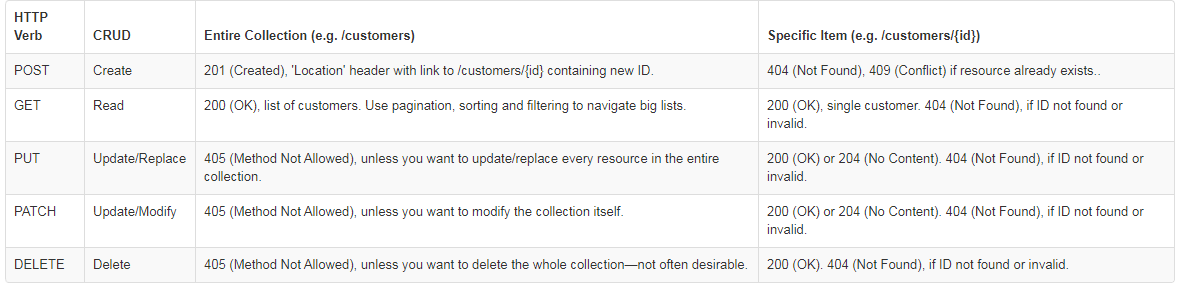 HTTP
Verb CRUD Entire Collection (e.g. /customers) Specific Item (e.g. /customers/{id})
POST Create 201 (Created), 'Location' header with link to /customers/{id} containing new ID. 404 (Not Found), 409 (Conflict) if resource already exists..
GET Read 200 (OK), list of customers. Use pagination, sorting and filtering to navigate big lists. 200 (OK), single customer. 404 (Not Found), if ID not found or
invalid.
PUT Update/Replace 405 (Method Not Allowed), unless you want to update/replace every resource in the entire
collection.
200 (OK) or 204 (No Content). 404 (Not Found), if ID not found or
invalid.
PATCH Update/Modify 405 (Method Not Allowed), unless you want to modify the collection itself. 200 (OK) or 204 (No Content). 404 (Not Found), if ID not found or
invalid.
DELETE Delete 405 (Method Not Allowed), unless you want to delete the whole collection—not often desirable. 200 (OK). 404 (Not Found), if ID not found or invalid.